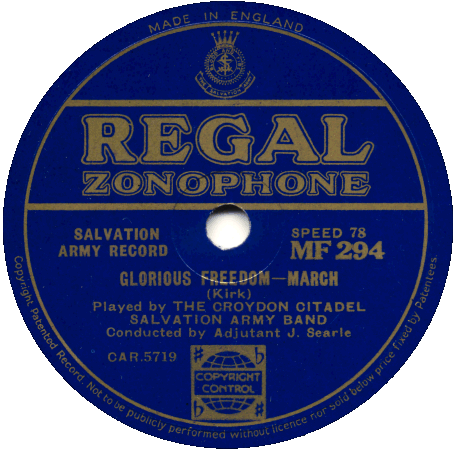 MADE IN ENGLAND
REGAL
ZONOPHONE
SALVATION
ARMY RECORD
SPEED 78
MF 294
GLORIOUS FREEDOM—MARCH
(Kirk)
Played by THE CROYDON CITADEL
SALVATION ARMY BAND
Conducted by Adjutant J. Searle
CAR.5719
COPYRIGHT
CONTROL
Copyright Patented Record. Not to be publicly performed without licence nor sold below price fixed by Patentees.